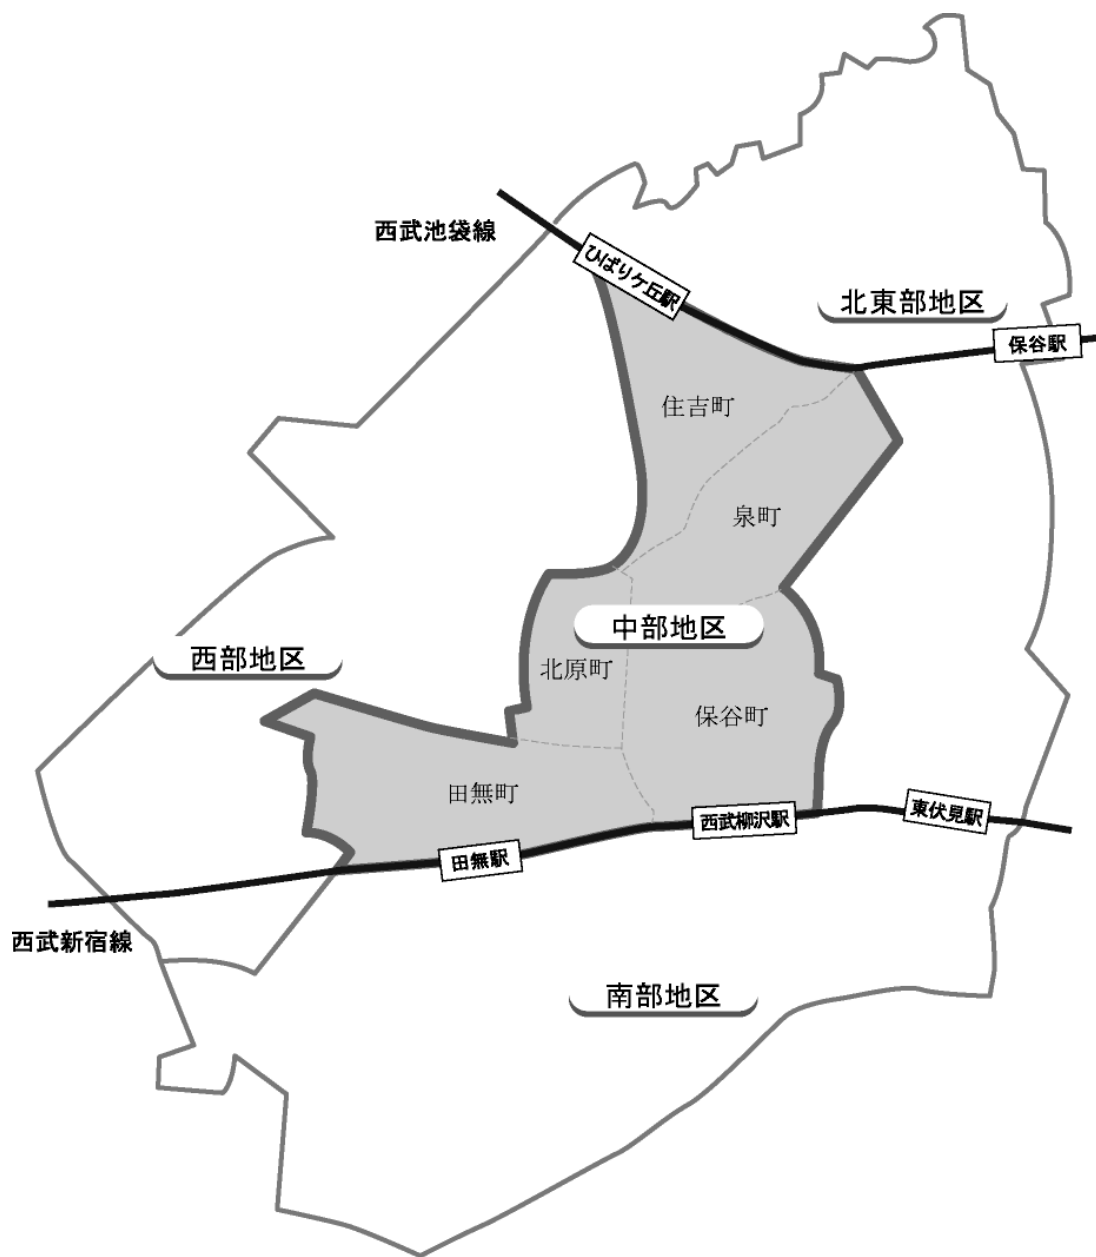 西武池袋線
ひばりケ丘駅
北東部地区
保谷駅
住吉町
泉町
中部地区
西部地区
北原町
保谷町
田無町
西武柳沢駅
東伏見駅
田無駅
西武新宿線
南部地区